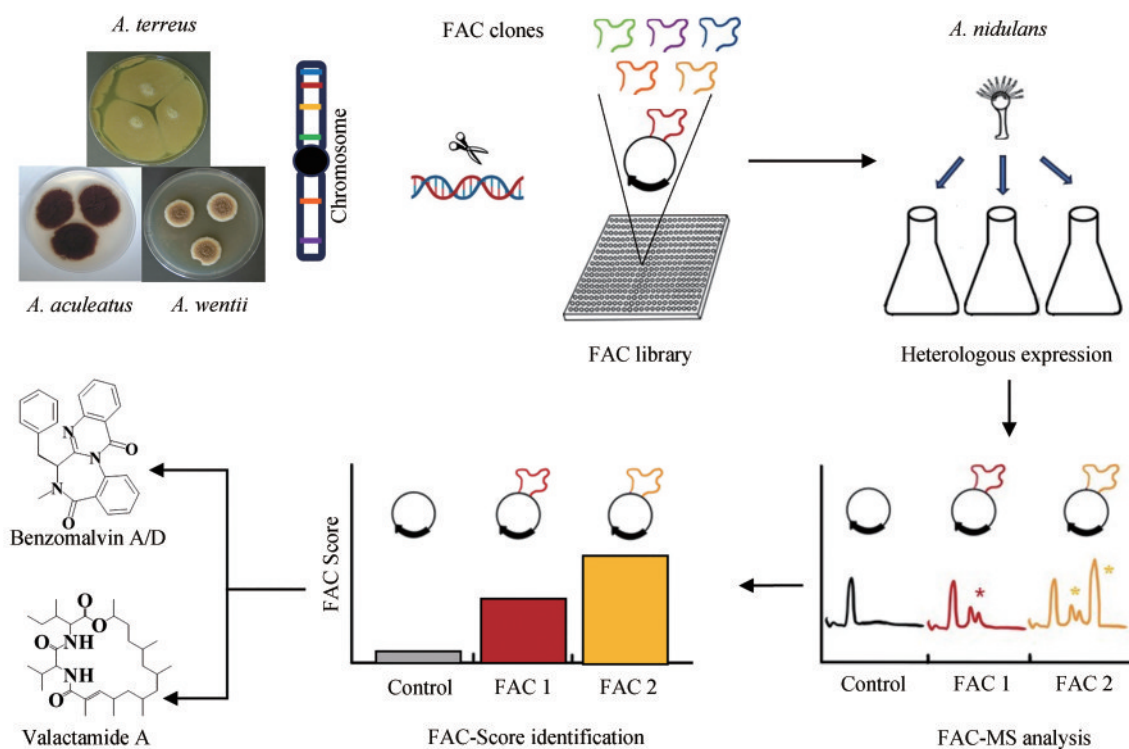 A. terreus
FAC clones
A. nidulans
Chromosome
A. aculeatus
A. wentii
FAC library
Heterologous expression
N
O
N
N
O
Benzomalvin A/D
O
O
NH
O
NH
O
Valactamide A
FAC Score
Control
FAC 1
FAC 2
FAC-Score identification
*
*
*
Control
FAC 1
FAC 2
FAC-MS analysis